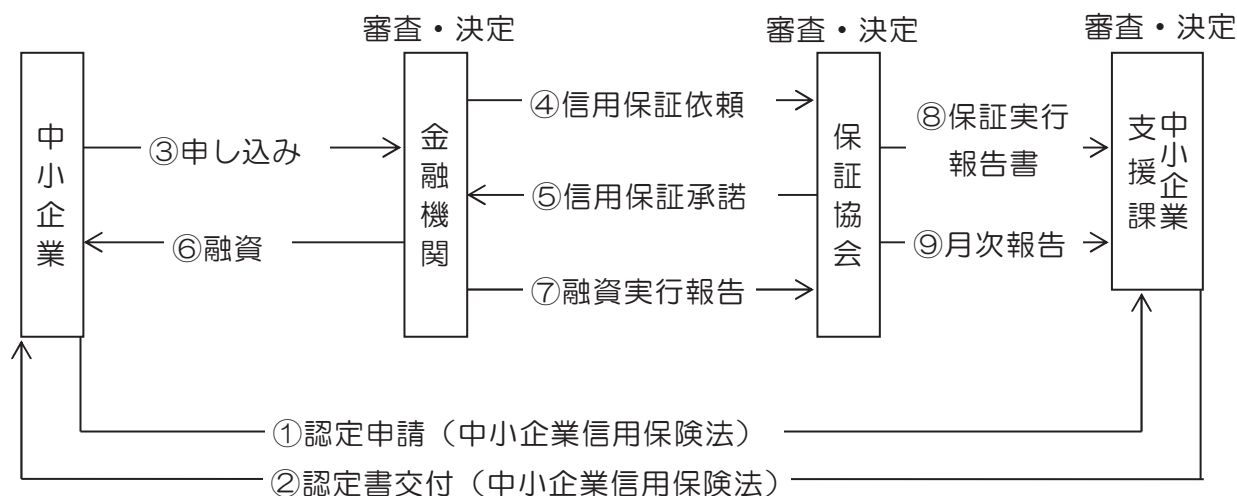 審査・決定
審査・決定
審査・決定
中小企業
③申し込み
⑥融資
金融機関
④信用保証依頼
⑤信用保証承諾
⑦融資実行報告
保証協会
⑧保証実行
報告書
⑨月次報告
中小企業
支援課
①認定申請（中小企業信用保険法）
②認定書交付（中小企業信用保険法）